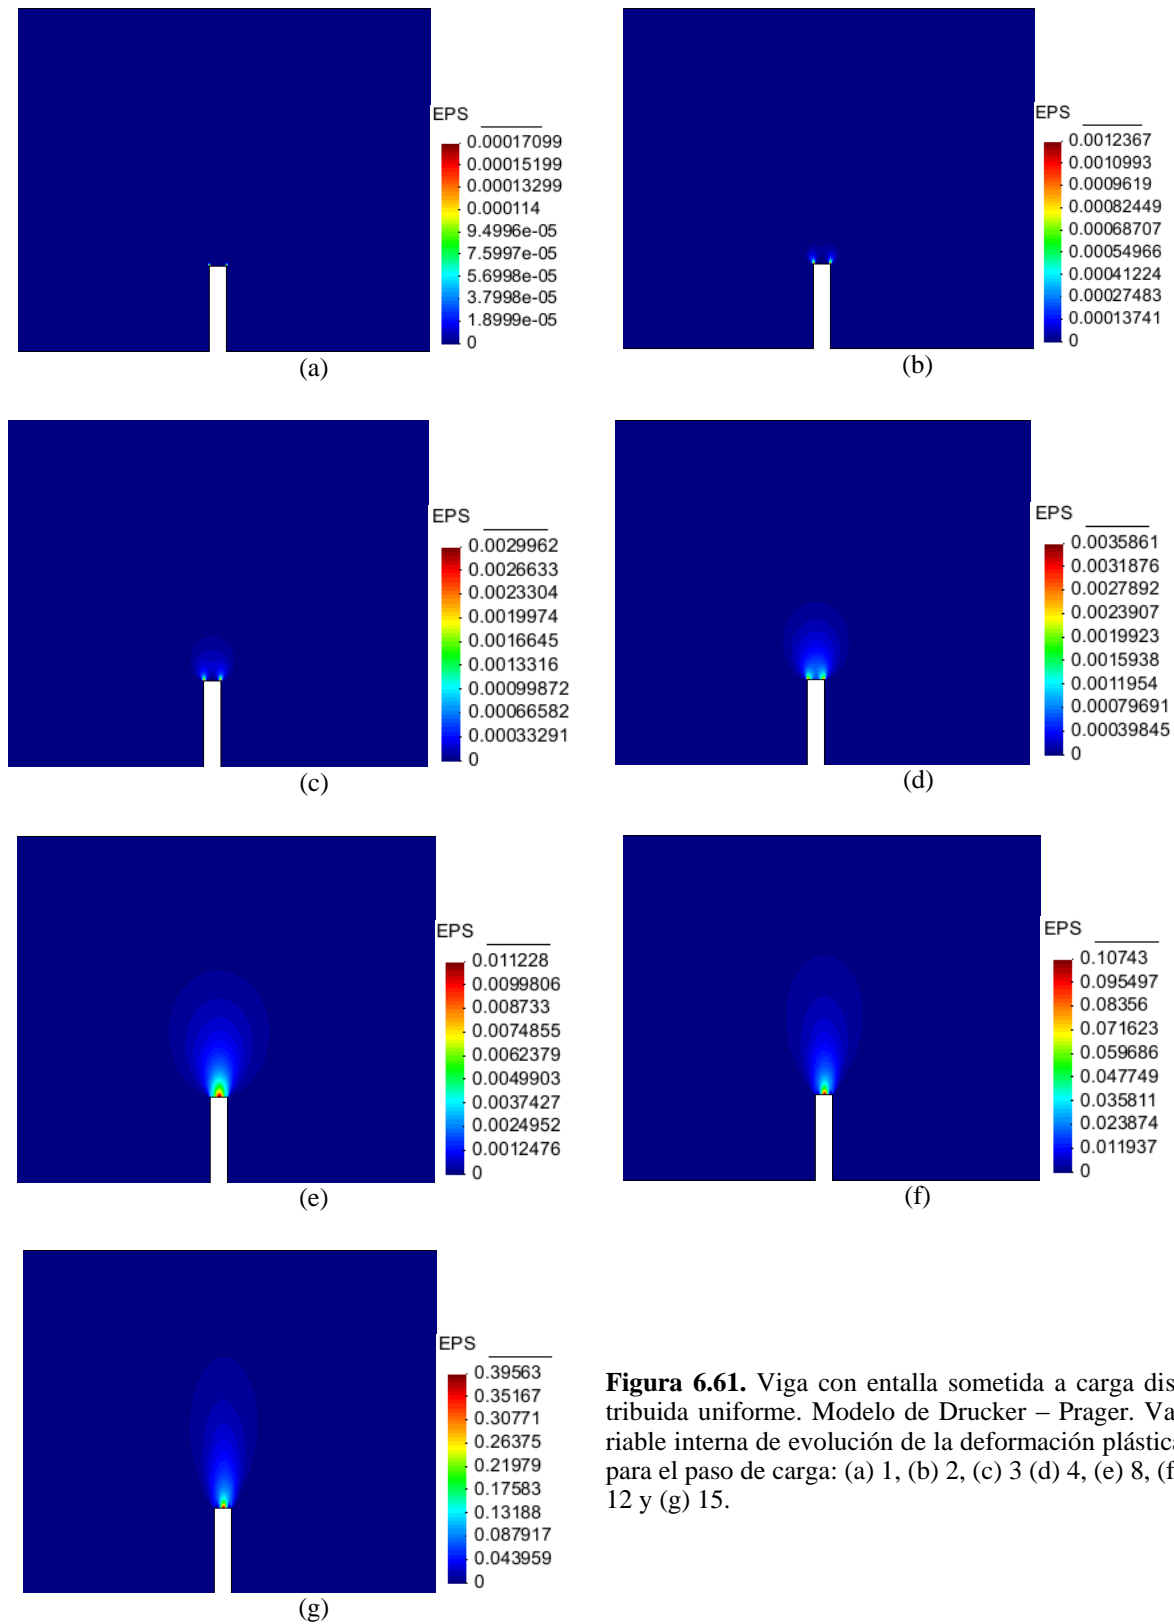 EPS
0.00017099
0.00015199
0.00013299
0.000114
9.4996e-05
7.5997e-05
5.6998e-05
3.7998e-05
1.8999e-05
0
(a)
EPS
0.0012367
0.0010993
0.0009619
0.00082449
0.00068707
0.00054966
0.00041224
0.00027483
0.00013741
0
(b)
EPS
0.0029962
0.0026633
0.0023304
0.0019974
0.0016645
0.0013316
0.00099872
0.00066582
0.00033291
0
(c)
EPS
0.0035861
0.0031876
0.0027892
0.0023907
0.0019923
0.0015938
0.0011954
0.00079691
0.00039845
0
(d)
EPS
0.011228
0.0099806
0.008733
0.0074855
0.0062379
0.0049903
0.0037427
0.0024952
0.0012476
0
(e)
EPS
0.10743
0.095497
0.08356
0.071623
0.059686
0.047749
0.035811
0.023874
0.011937
0
(f)
EPS
0.39563
0.35167
0.30771
0.26375
0.21979
0.17583
0.13188
0.087917
0.043959
0
(g)
Figura 6.61. Viga con entalla sometida a carga dis
tribuida uniforme. Modelo de Drucker – Prager. Va
riable interna de evolución de la deformación plástica
para el paso de carga: (a) 1, (b) 2, (c) 3 (d) 4, (e) 8, (f
12 y (g) 15.